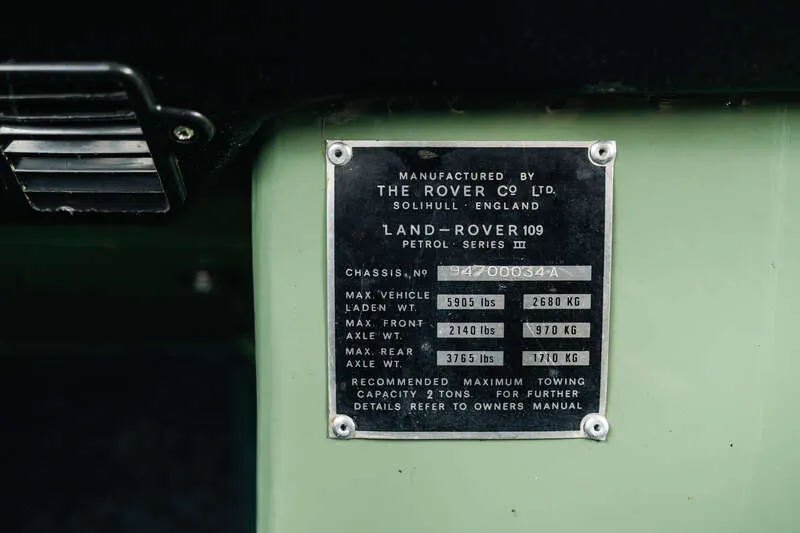 MANUFACTURED BY
THE ROVER CO LTD.
SOLIHULL · ENGLAND
LAND-ROVER 109
PETROL · SERIES III
CHASSIS. NO 94700034-A
MAX. VEHICLE
LADEN WT. 5905 lbs 2680 KG
MAX. FRONT
AXLE WT. 2140 lbs 970 KG
MAX. REAR
AXLE WT. 3765 lbs 1710 KG
RECOMMENDED MAXIMUM TOWING
CAPACITY 2 TONS. FOR FURTHER
DETAILS REFER TO OWNERS MANUAL